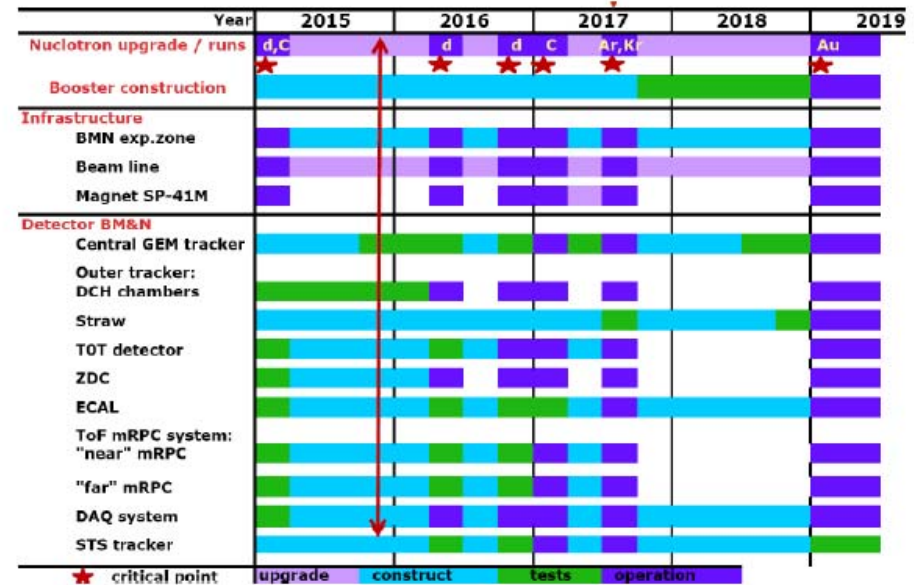 Year 2015 2016 2017 2018 2019
Nuclotron upgrade / runs d,C d d C Ar,Kr Au
Booster construction
Infrastructure
BMN exp.zone
Beam line
Magnet SP-41M
Detector BM&N
Central GEM tracker
Outer tracker:
DCH chambers
Straw
T0T detector
ZDC
ECAL
ToF mRPC system:
"near" mRPC
"far" mRPC
DAQ system
STS tracker
critical point upgrade construct tests operation